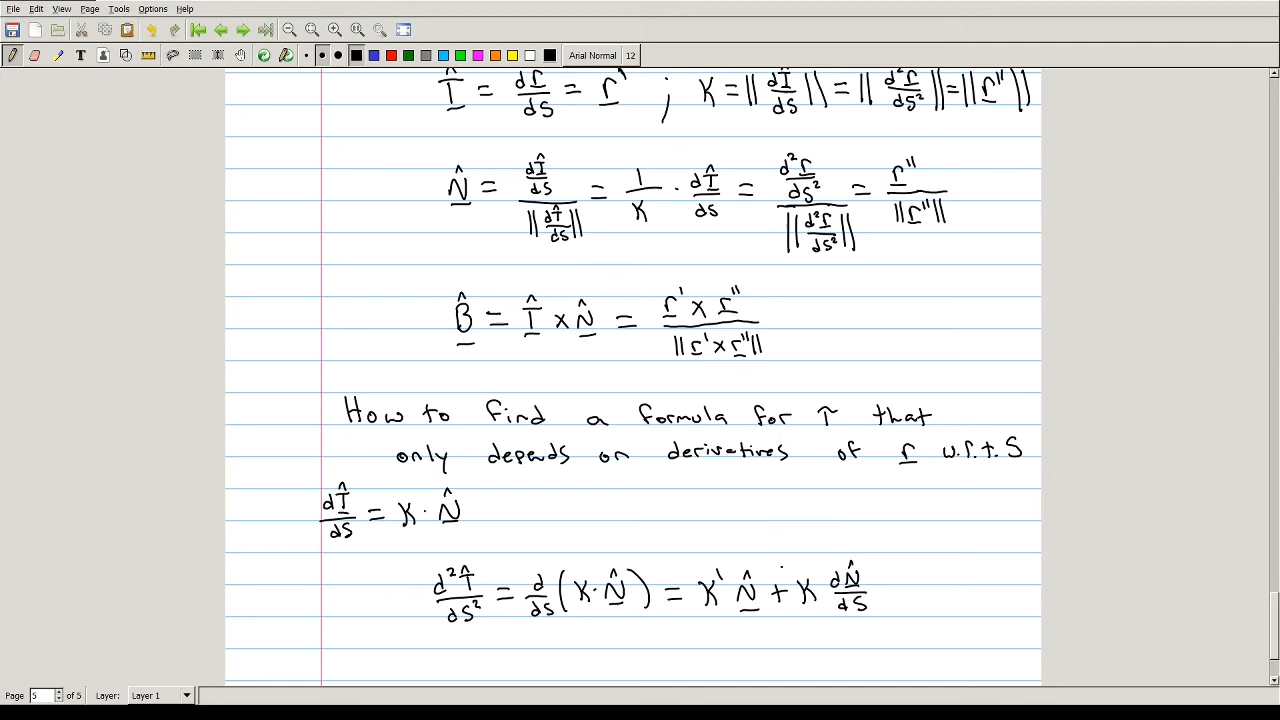 File Edit View Page Tools Options Help
Arial Normal 12
T̂ = dr/ds = r' ; K = ||dT̂/ds|| = ||d²r/ds²|| = ||r''||
N̂ = (dT̂/ds)/||dT̂/ds|| = 1/K · dT̂/ds = (d²r/ds²)/||d²r/ds²|| = r''/||r''||
B̂ = T̂ × N̂ = (r' × r'')/||r' × r''||
How to find a formula for τ that
only depends on derivatives of r w.r.t. S
dT̂/ds = K · N̂
d²T̂/ds² = d/ds (K · N̂) = K' N̂ + K dN̂/ds
Page 5 of 5 Layer: Layer 1